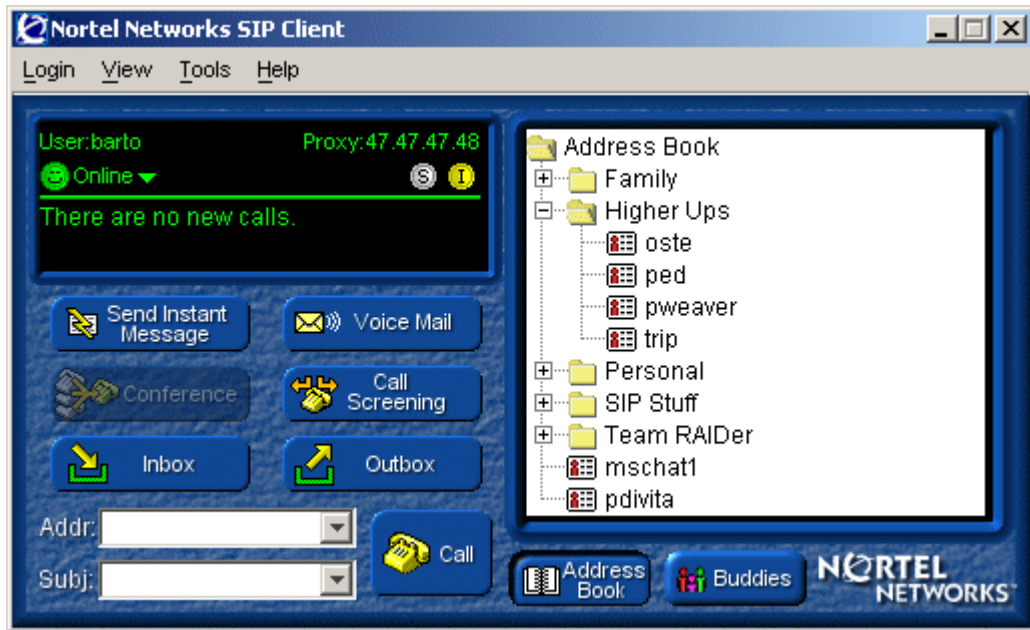 Nortel Networks SIP Client
Login View Tools Help
User:barto Proxy:47.47.47.48
Online S I
There are no new calls.
Send Instant
Message
Voice Mail
Conference
Call
Screening
Inbox
Outbox
Addr:
Subj:
Call
Address Book
Family
Higher Ups
oste
ped
pweaver
trip
Personal
SIP Stuff
Team RAIDer
mschat1
pdivita
Address
Book
Buddies
NORTEL
NETWORKS™